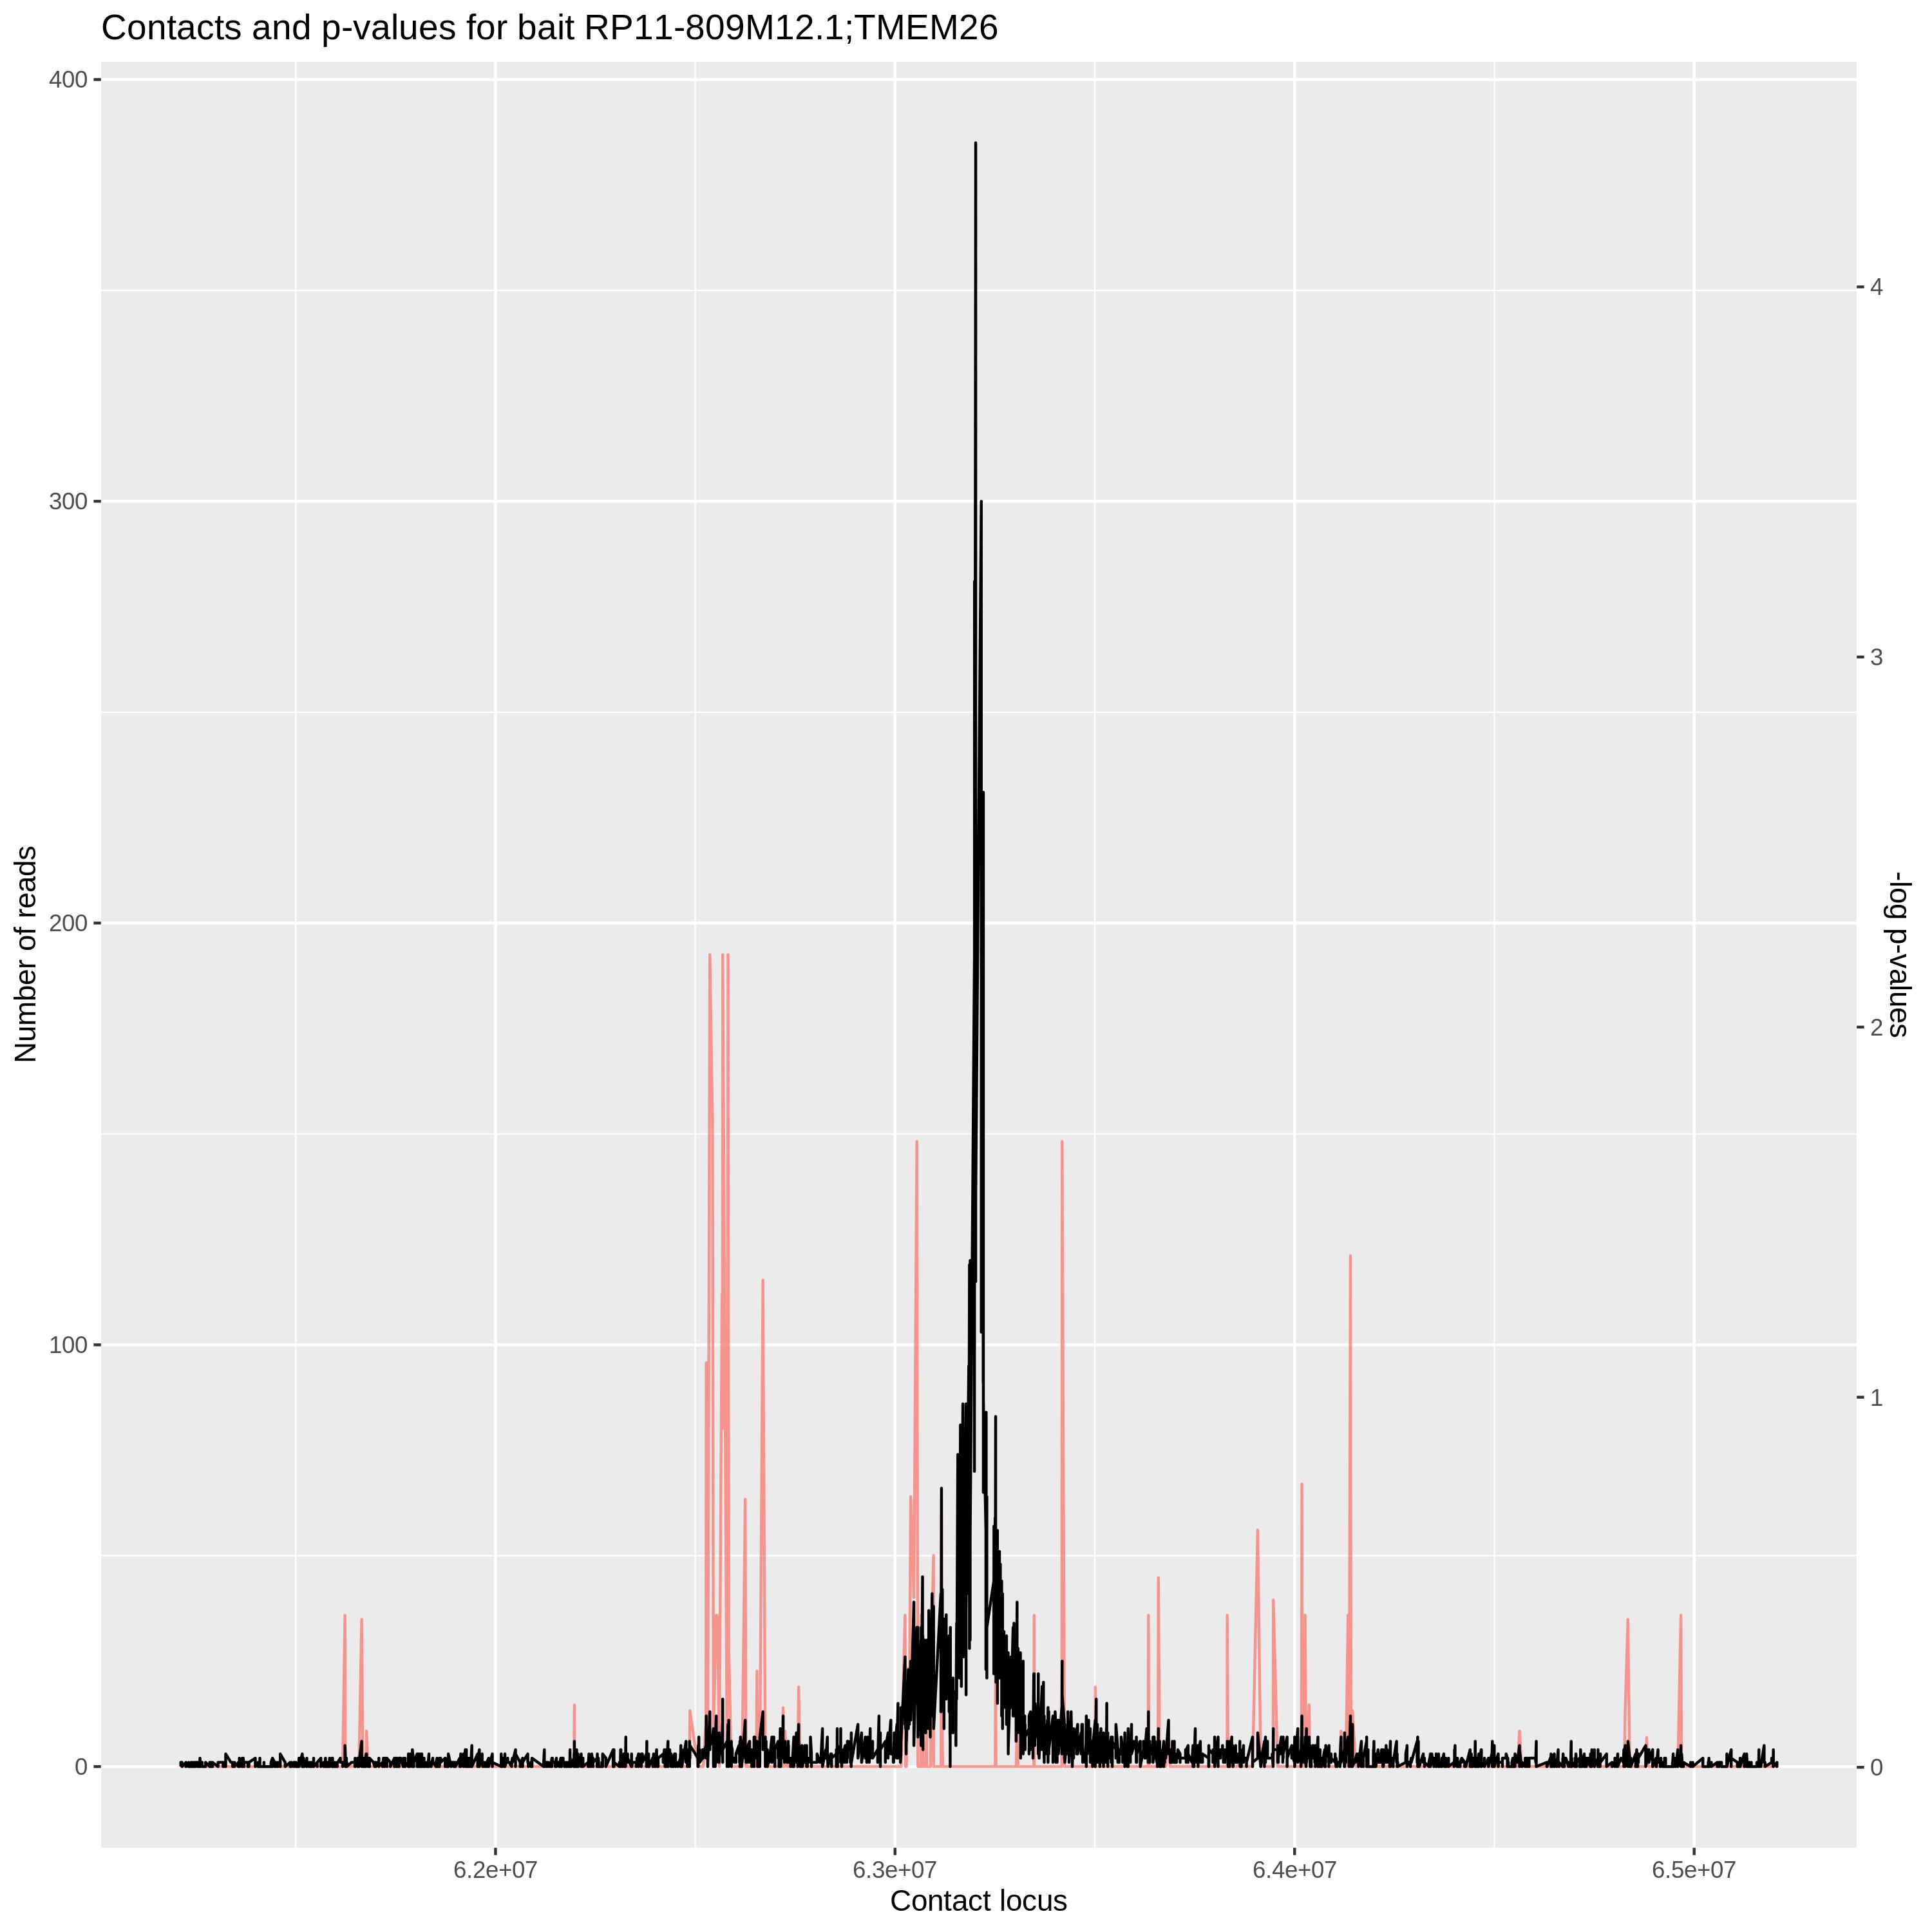 Contacts and p-values for bait RP11-809M12.1;TMEM26
400
300
200
100
0
Number of reads
4
3
2
1
0
-log p-values
6.2e+07
6.3e+07
6.4e+07
6.5e+07
Contact locus